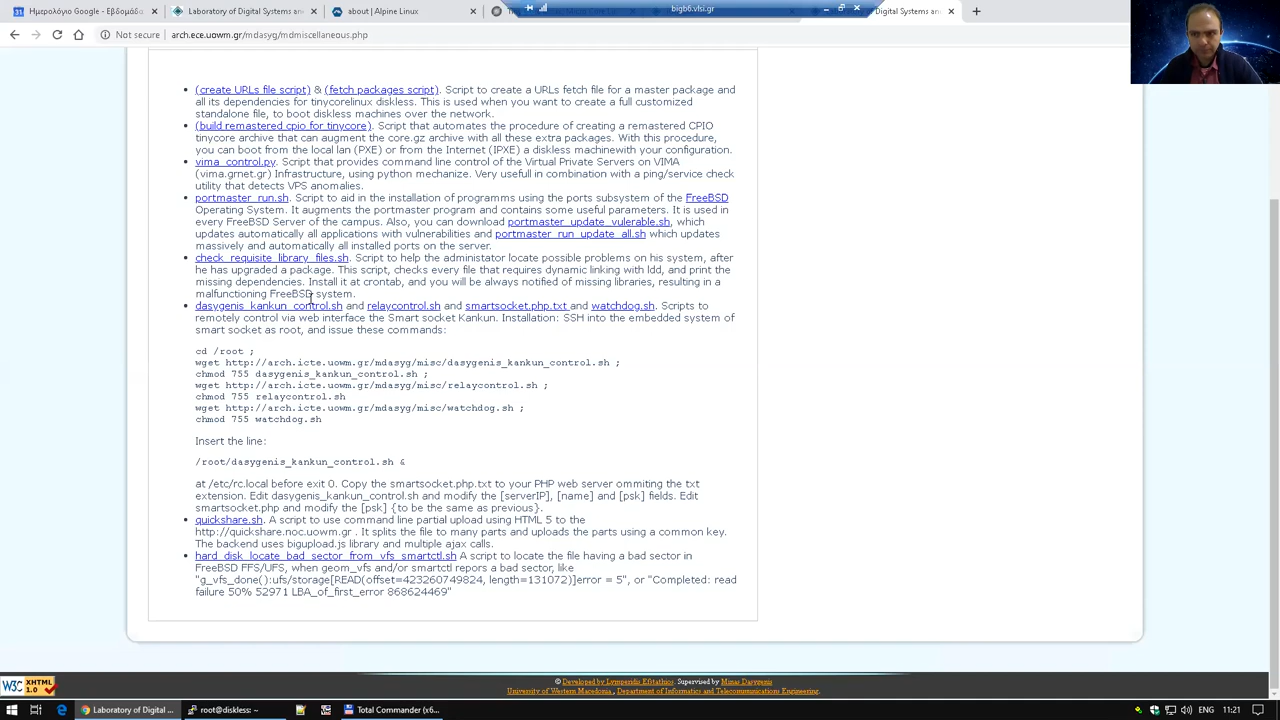 Ημερολόγιο Google - Εβδομάδα
Laboratory of Digital Systems an
about | Alpine Linux
bigb6.vlsi.gr
Digital Systems an
Not secure | arch.ece.uowm.gr/mdasyg/mdmiscellaneous.php
(create URLs file script) & (fetch packages script). Script to create a URLs fetch file for a master package and
all its dependencies for tinycorelinux diskless. This is used when you want to create a full customized
standalone file, to boot diskless machines over the network.
(build remastered cpio for tinycore). Script that automates the procedure of creating a remastered CPIO
tinycore archive that can augment the core.gz archive with all these extra packages. With this procedure,
you can boot from the local lan (PXE) or from the Internet (IPXE) a diskless machinewith your configuration.
vima_control.py. Script that provides command line control of the Virtual Private Servers on VIMA
(vima.grnet.gr) Infrastructure, using python mechanize. Very usefull in combination with a ping/service check
utility that detects VPS anomalies.
portmaster_run.sh. Script to aid in the installation of programms using the ports subsystem of the FreeBSD
Operating System. It augments the portmaster program and contains some useful parameters. It is used in
every FreeBSD Server of the campus. Also, you can download portmaster_update_vulerable.sh, which
updates automatically all applications with vulnerabilities and portmaster_run_update_all.sh which updates
massively and automatically all installed ports on the server.
check_requisite_library_files.sh. Script to help the administator locate possible problems on his system, after
he has upgraded a package. This script, checks every file that requires dynamic linking with ldd, and print the
missing dependencies. Install it at crontab, and you will be always notified of missing libraries, resulting in a
malfunctioning FreeBSD system.
dasygenis_kankun_control.sh and relaycontrol.sh and smartsocket.php.txt and watchdog.sh. Scripts to
remotely control via web interface the Smart socket Kankun. Installation: SSH into the embedded system of
smart socket as root, and issue these commands:
cd /root ;
wget http://arch.icte.uowm.gr/mdasyg/misc/dasygenis_kankun_control.sh ;
chmod 755 dasygenis_kankun_control.sh ;
wget http://arch.icte.uowm.gr/mdasyg/misc/relaycontrol.sh ;
chmod 755 relaycontrol.sh
wget http://arch.icte.uowm.gr/mdasyg/misc/watchdog.sh ;
chmod 755 watchdog.sh
Insert the line:
/root/dasygenis_kankun_control.sh &
at /etc/rc.local before exit 0. Copy the smartsocket.php.txt to your PHP web server ommiting the txt
extension. Edit dasygenis_kankun_control.sh and modify the [serverIP], [name] and [psk] fields. Edit
smartsocket.php and modify the [psk] {to be the same as previous}.
quickshare.sh. A script to use command line partial upload using HTML 5 to the
http://quickshare.noc.uowm.gr . It splits the file to many parts and uploads the parts using a common key.
The backend uses bigupload.js library and multiple ajax calls.
hard_disk_locate_bad_sector_from_vfs_smartctl.sh A script to locate the file having a bad sector in
FreeBSD FFS/UFS, when geom_vfs and/or smartctl repors a bad sector, like
"g_vfs_done():ufs/storage[READ(offset=423260749824, length=131072)]error = 5", or "Completed: read
failure 50% 52971 LBA_of_first_error 868624469"
© Developed by Lymperidis Efstathios. Supervised by Minas Dasygenis
University of Western Macedonia , Department of Informatics and Telecommunications Engineering.
W3C XHTML 1.0
Laboratory of Digital ...
root@diskless: ~
Total Commander (x6...
ENG
11:21